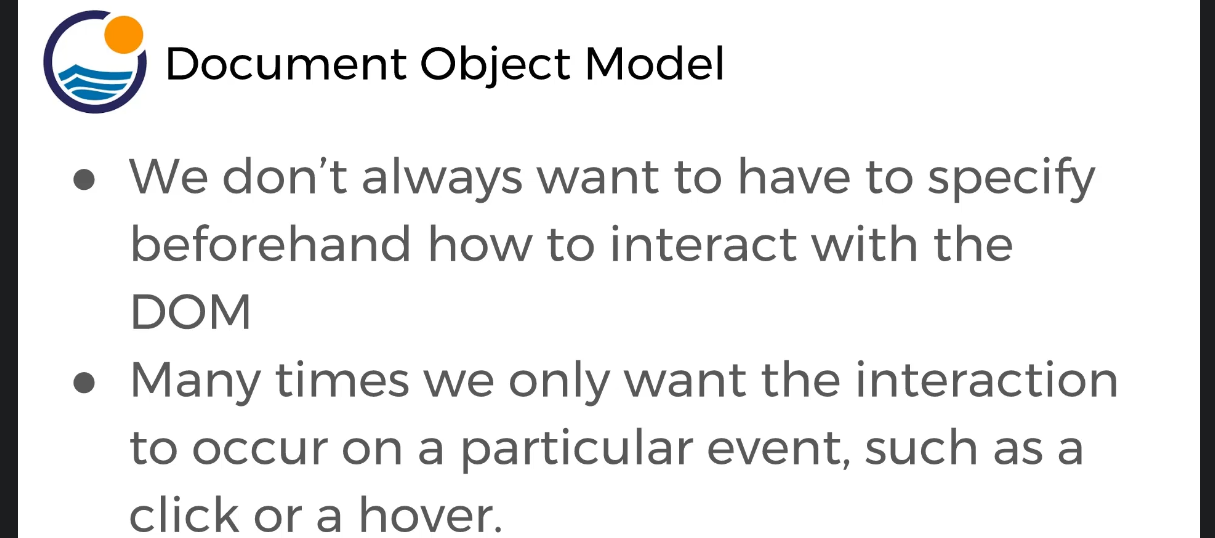 Document Object Model
● We don’t always want to have to specify
beforehand how to interact with the
DOM
● Many times we only want the interaction
to occur on a particular event, such as a
click or a hover.